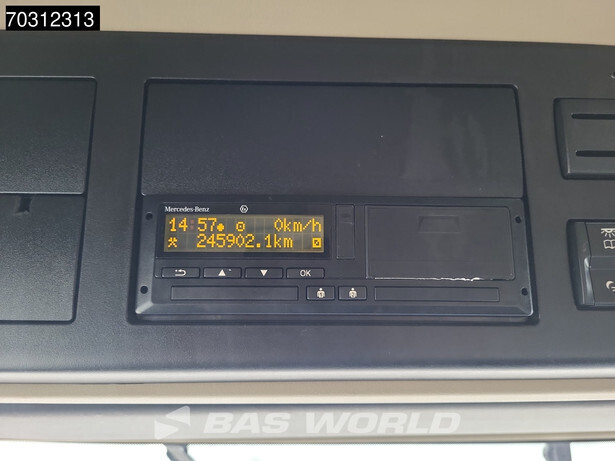 70312313
Mercedes-Benz
14:57 0km/h
245902.1km
OK
BAS WORLD